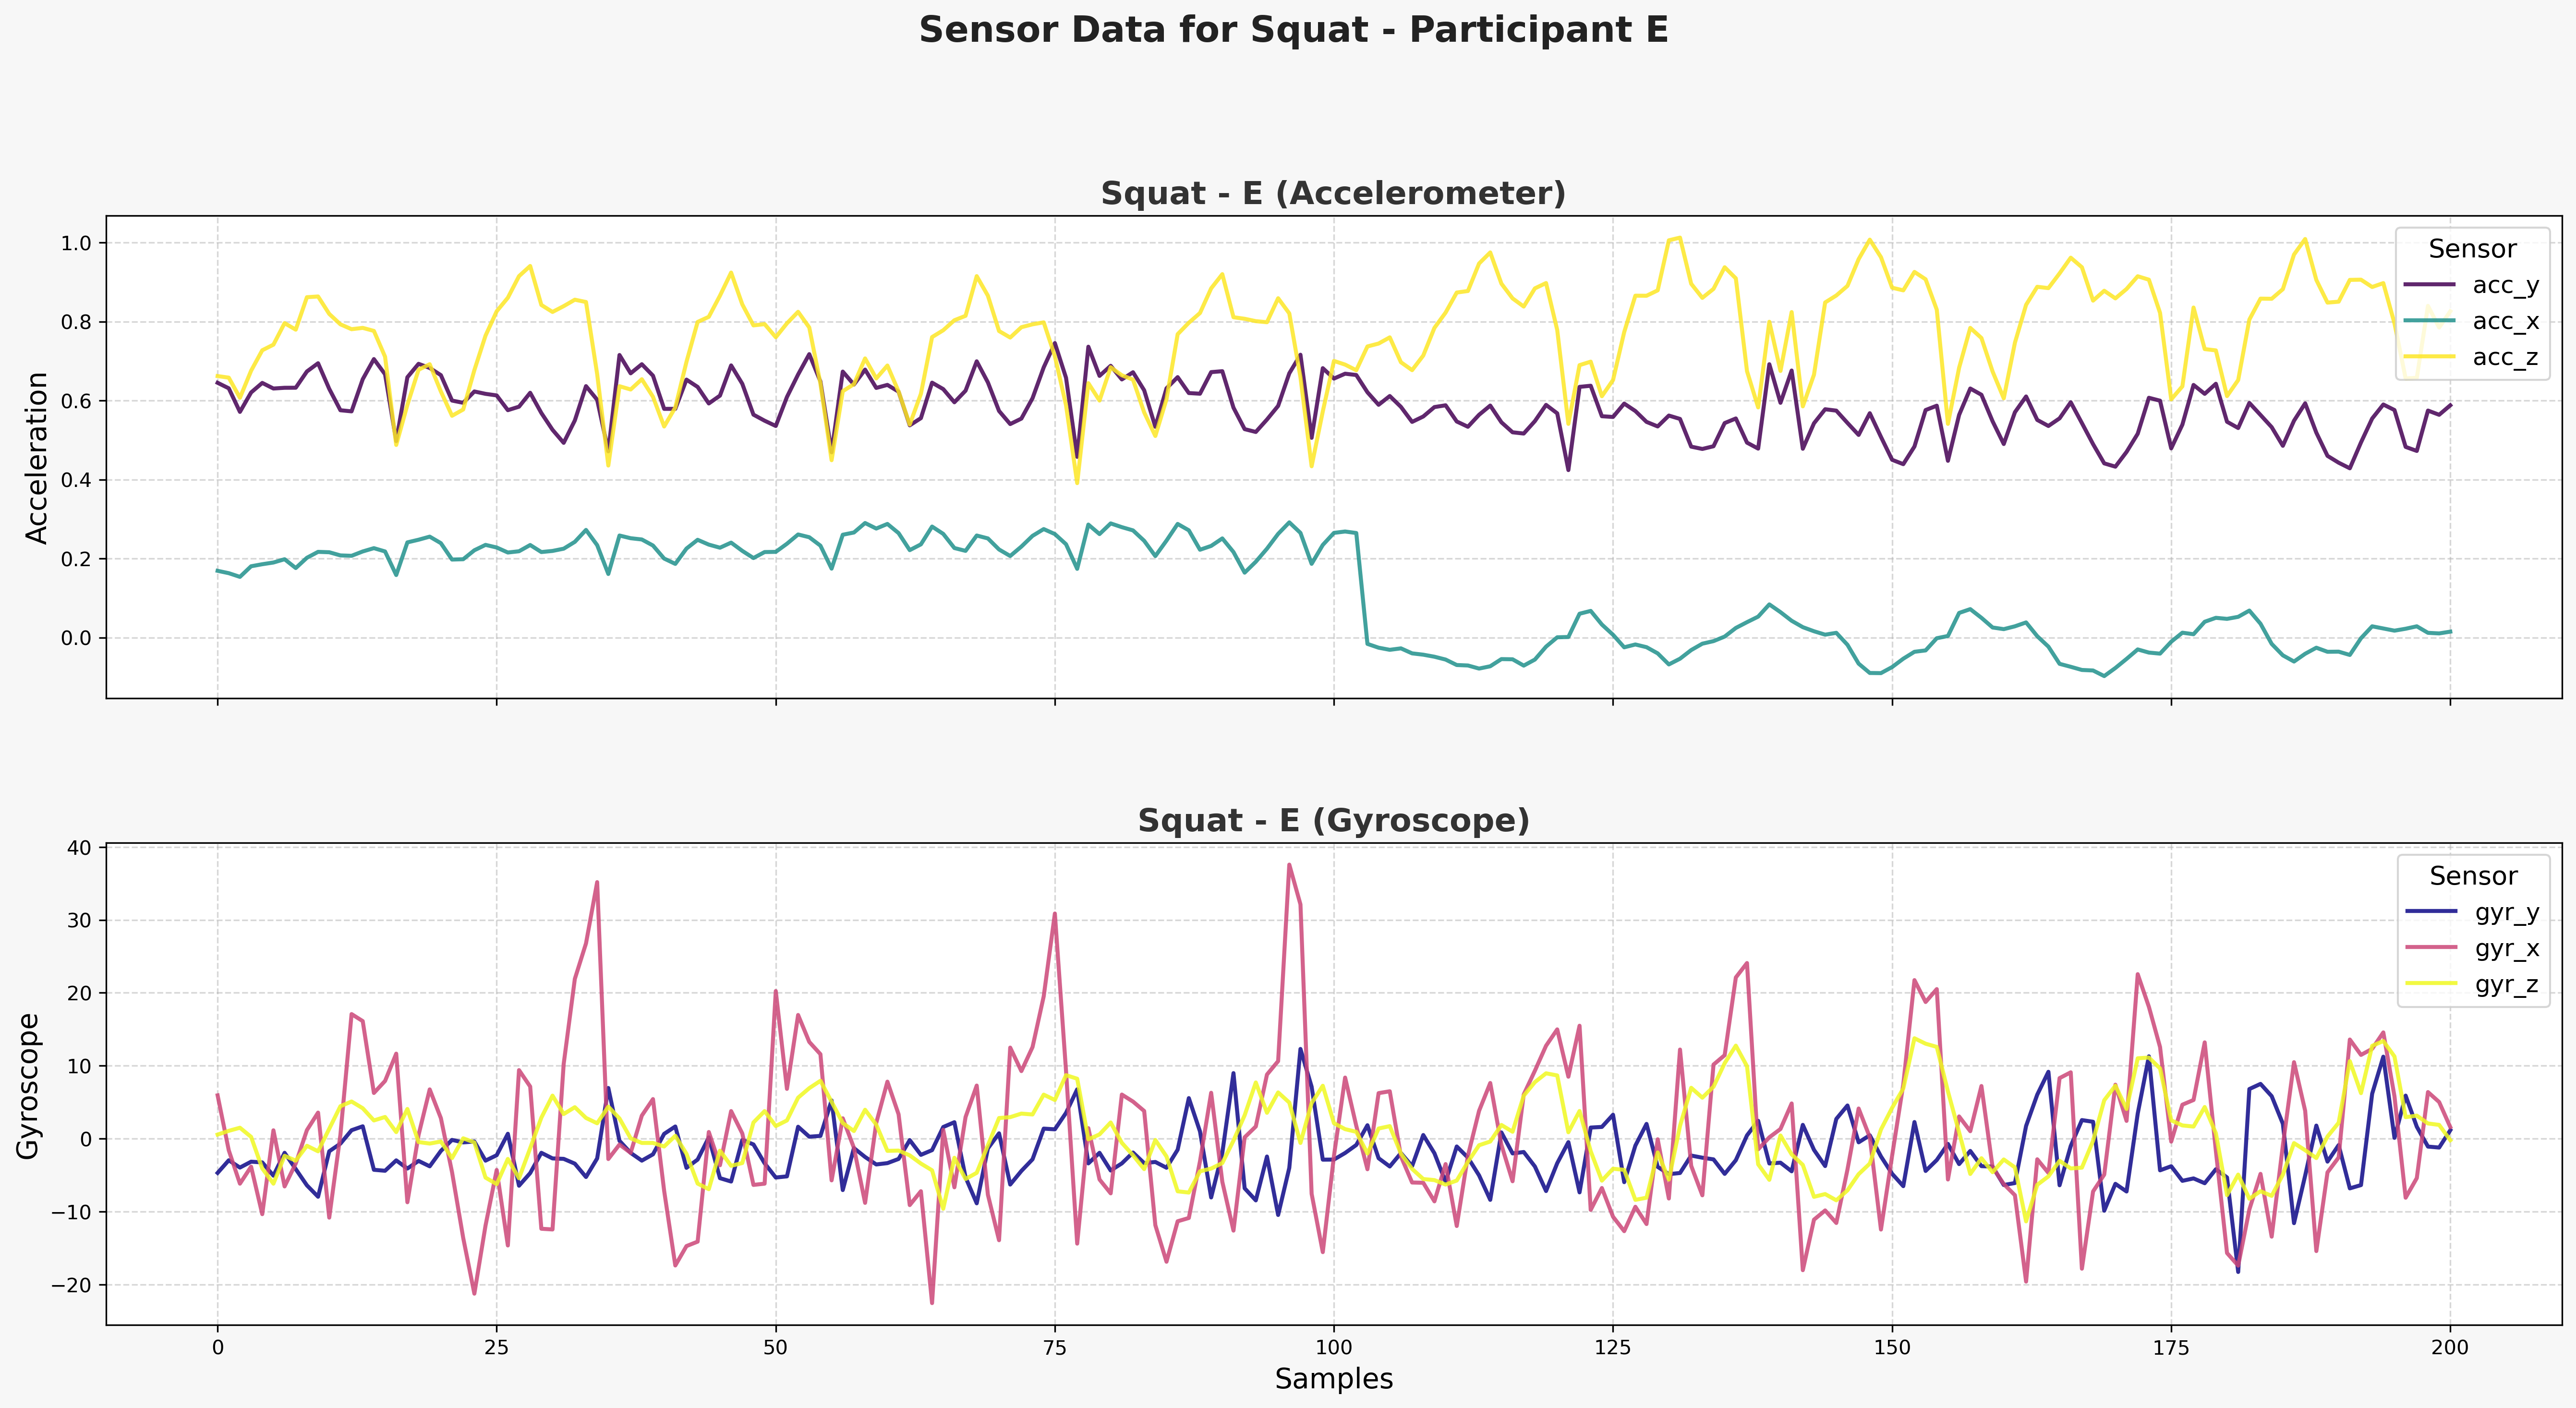 Sensor Data for Squat - Participant E
Squat - E (Accelerometer)
Acceleration
1.0
0.8
0.6
0.4
0.2
0.0
Sensor
acc_y
acc_x
acc_z
Squat - E (Gyroscope)
Gyroscope
40
30
20
10
0
−10
−20
Sensor
gyr_y
gyr_x
gyr_z
0 25 50 75 100 125 150 175 200
Samples